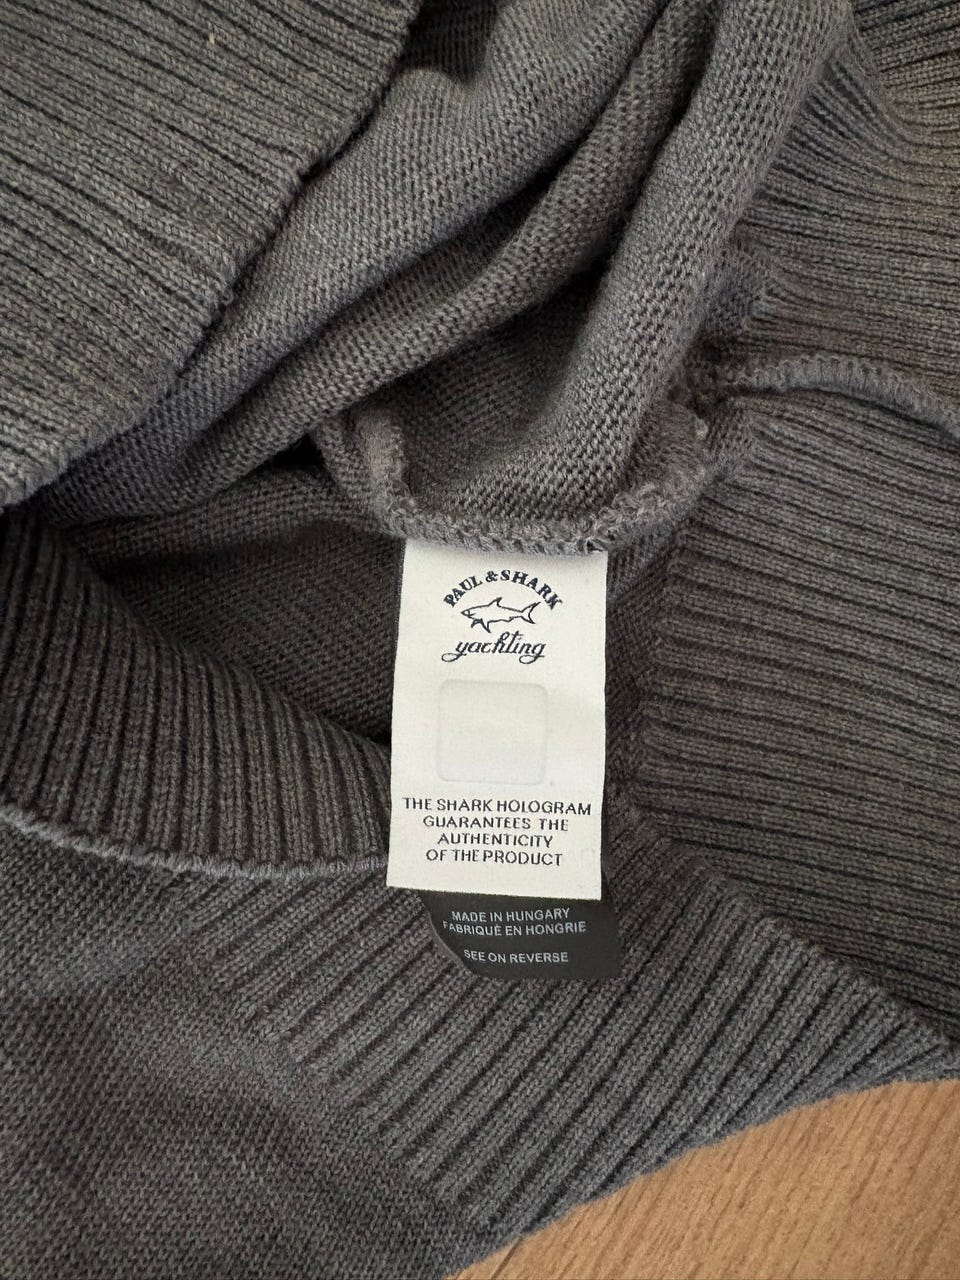 PAUL & SHARK
yachting
THE SHARK HOLOGRAM
GUARANTEES THE
AUTHENTICITY
OF THE PRODUCT
MADE IN HUNGARY
FABRIQUÉ EN HONGRIE
SEE ON REVERSE